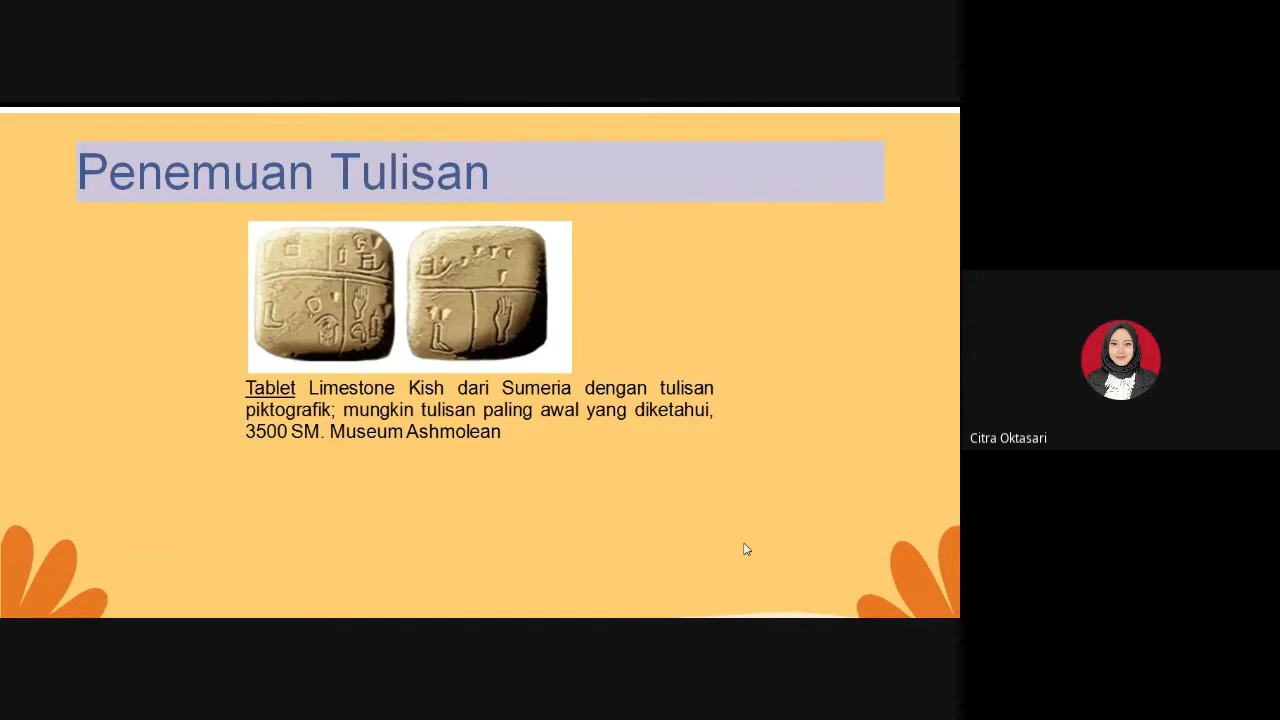 Penemuan Tulisan
Tablet Limestone Kish dari Sumeria dengan tulisan
piktografik; mungkin tulisan paling awal yang diketahui,
3500 SM. Museum Ashmolean
Citra Oktasari